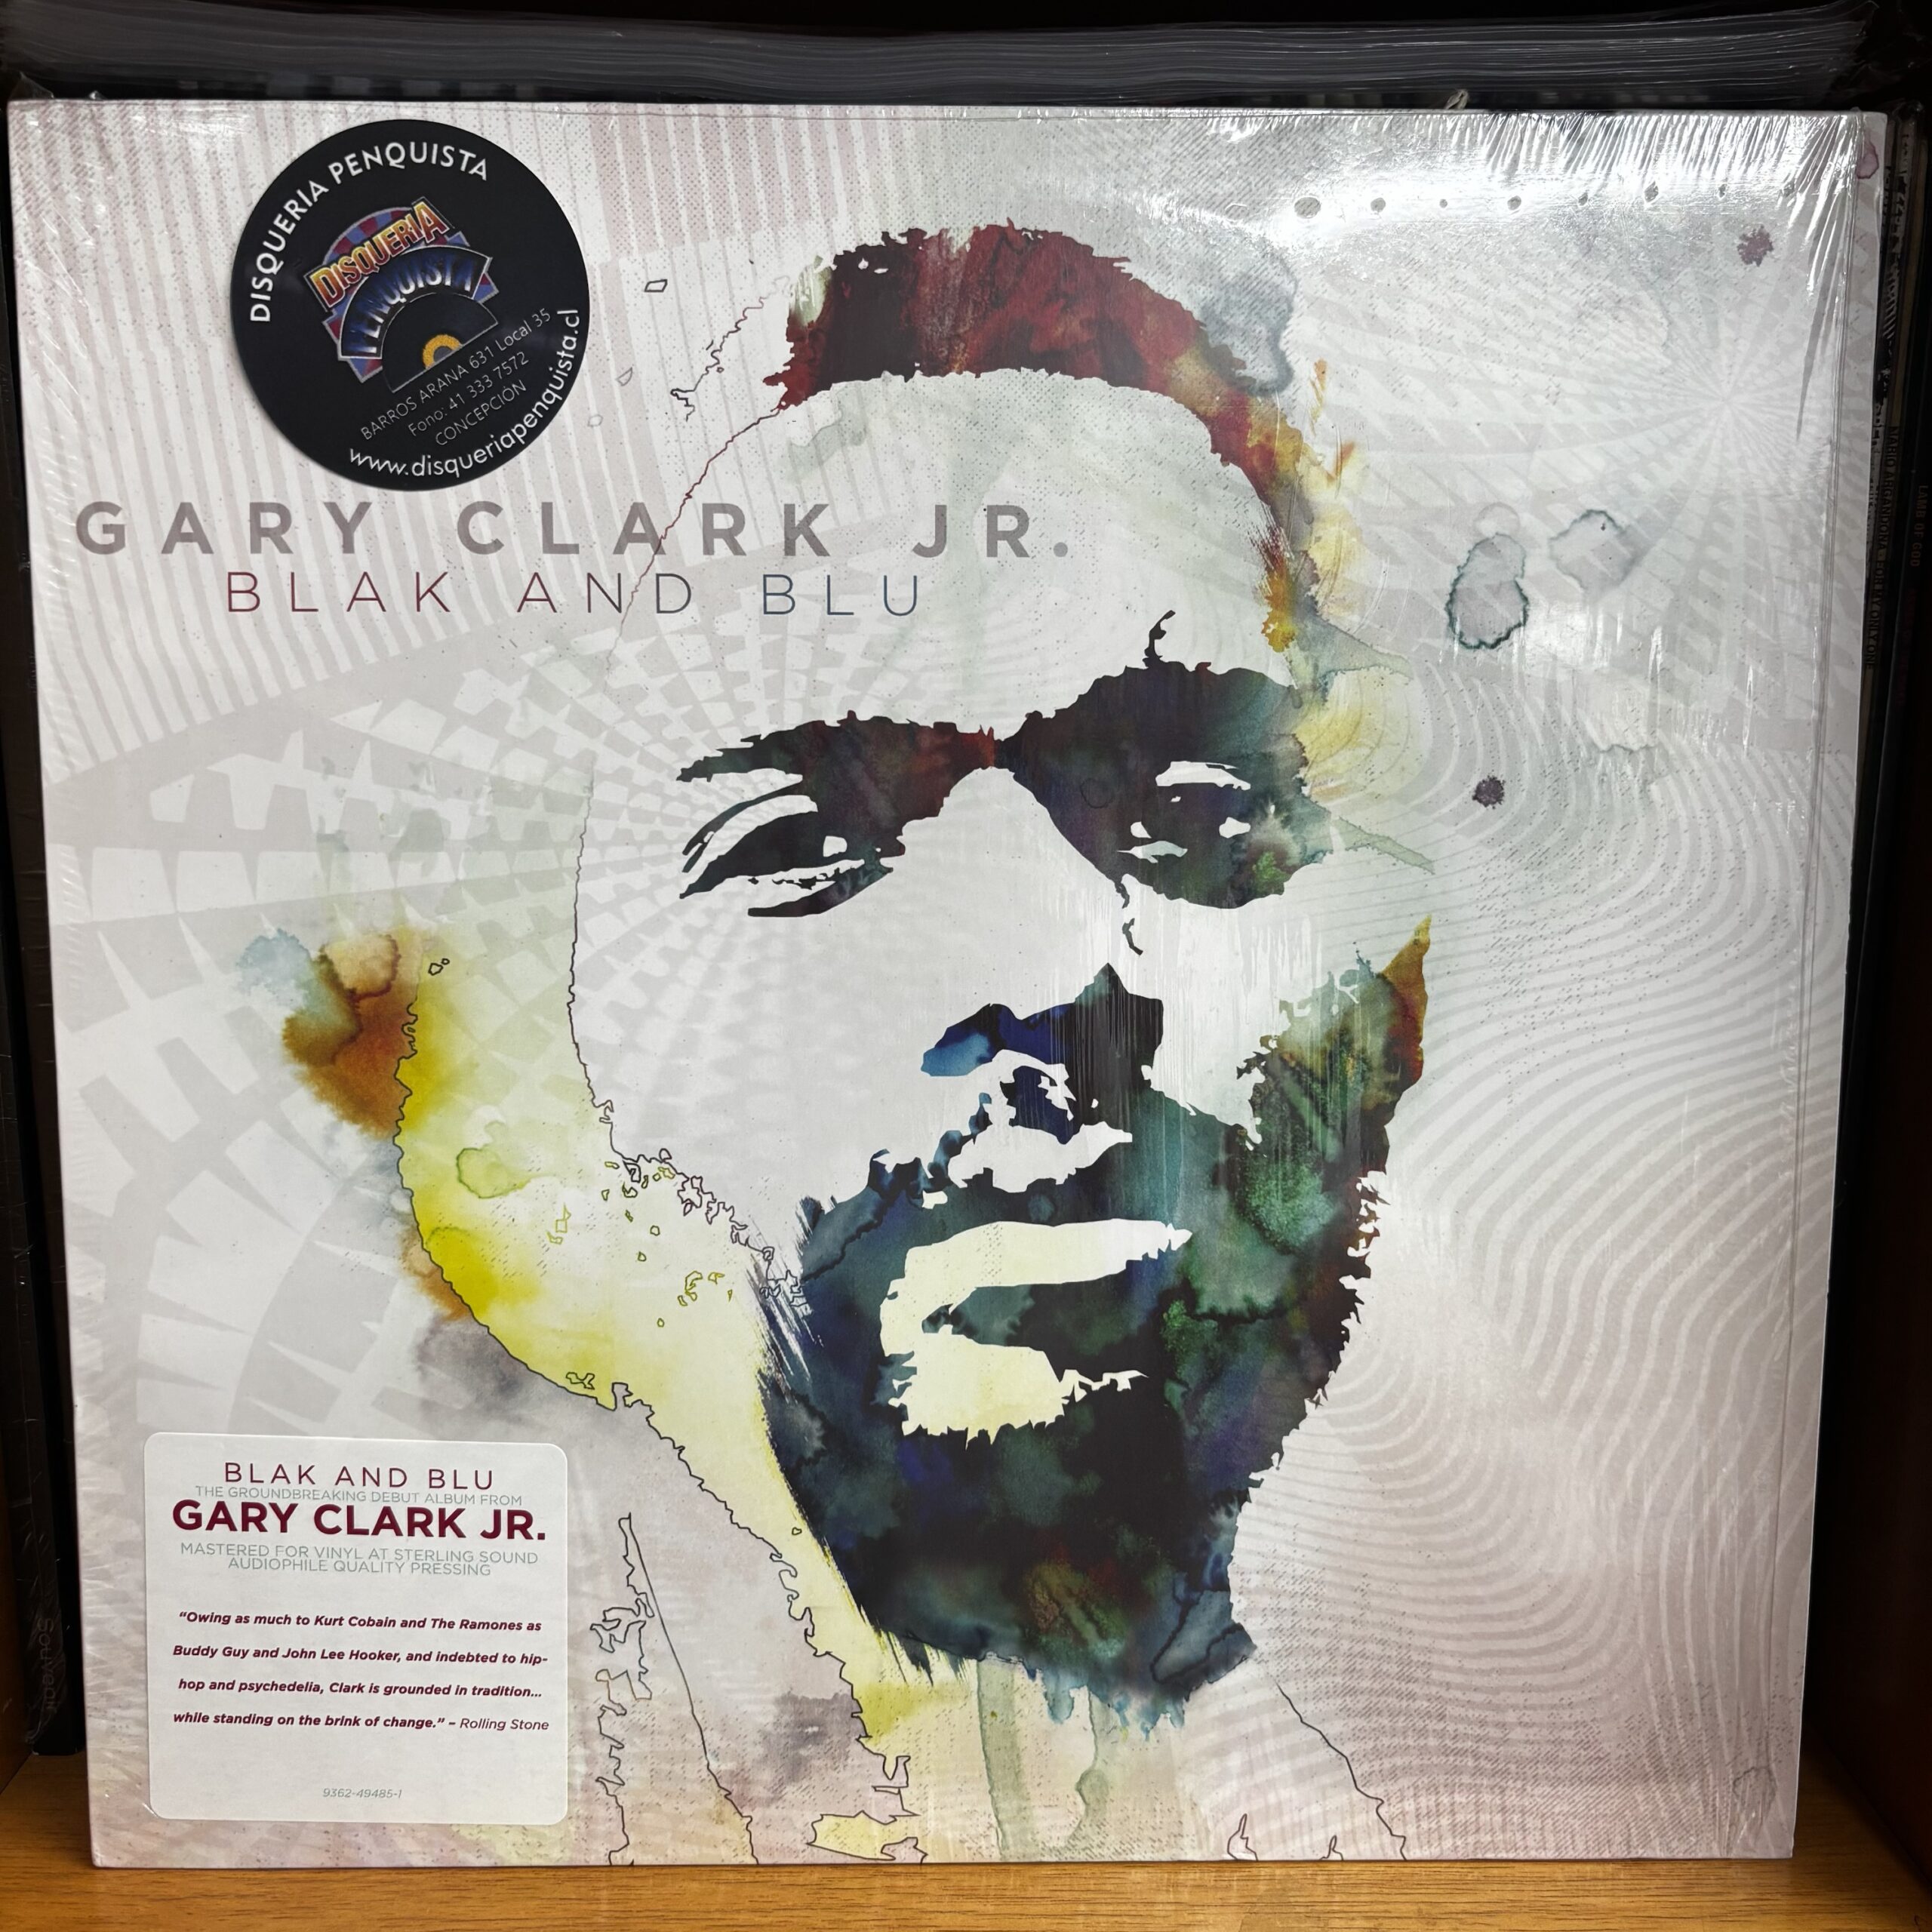 DISQUERIA PENQUISTA
DISQUERIA
PENQUISTA
BARROS ARANA 631 Local 35
Fono: 41 333 7572
CONCEPCIÓN
www.disqueriapenquista.cl
GARY CLARK JR.
BLAK AND BLU
BLAK AND BLU
THE GROUNDBREAKING DEBUT ALBUM FROM
GARY CLARK JR.
MASTERED FOR VINYL AT STERLING SOUND
AUDIOPHILE QUALITY PRESSING
“Owing as much to Kurt Cobain and The Ramones as
Buddy Guy and John Lee Hooker, and indebted to hip-
hop and psychedelia, Clark is grounded in tradition...
while standing on the brink of change.” – Rolling Stone
9362-49485-1
LAMB OF GOD